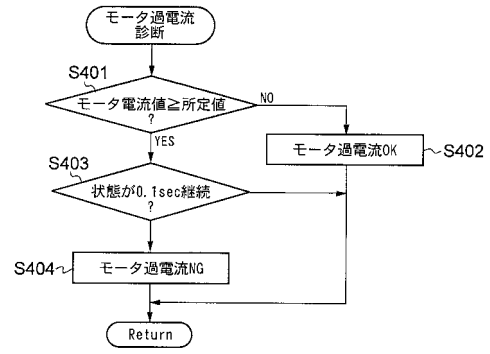 モータ過電流
診断
S401
モータ電流値≧所定値
?
NO
YES
モータ過電流OK
S402
S403
状態が0.1sec継続
?
S404
モータ過電流NG
Return